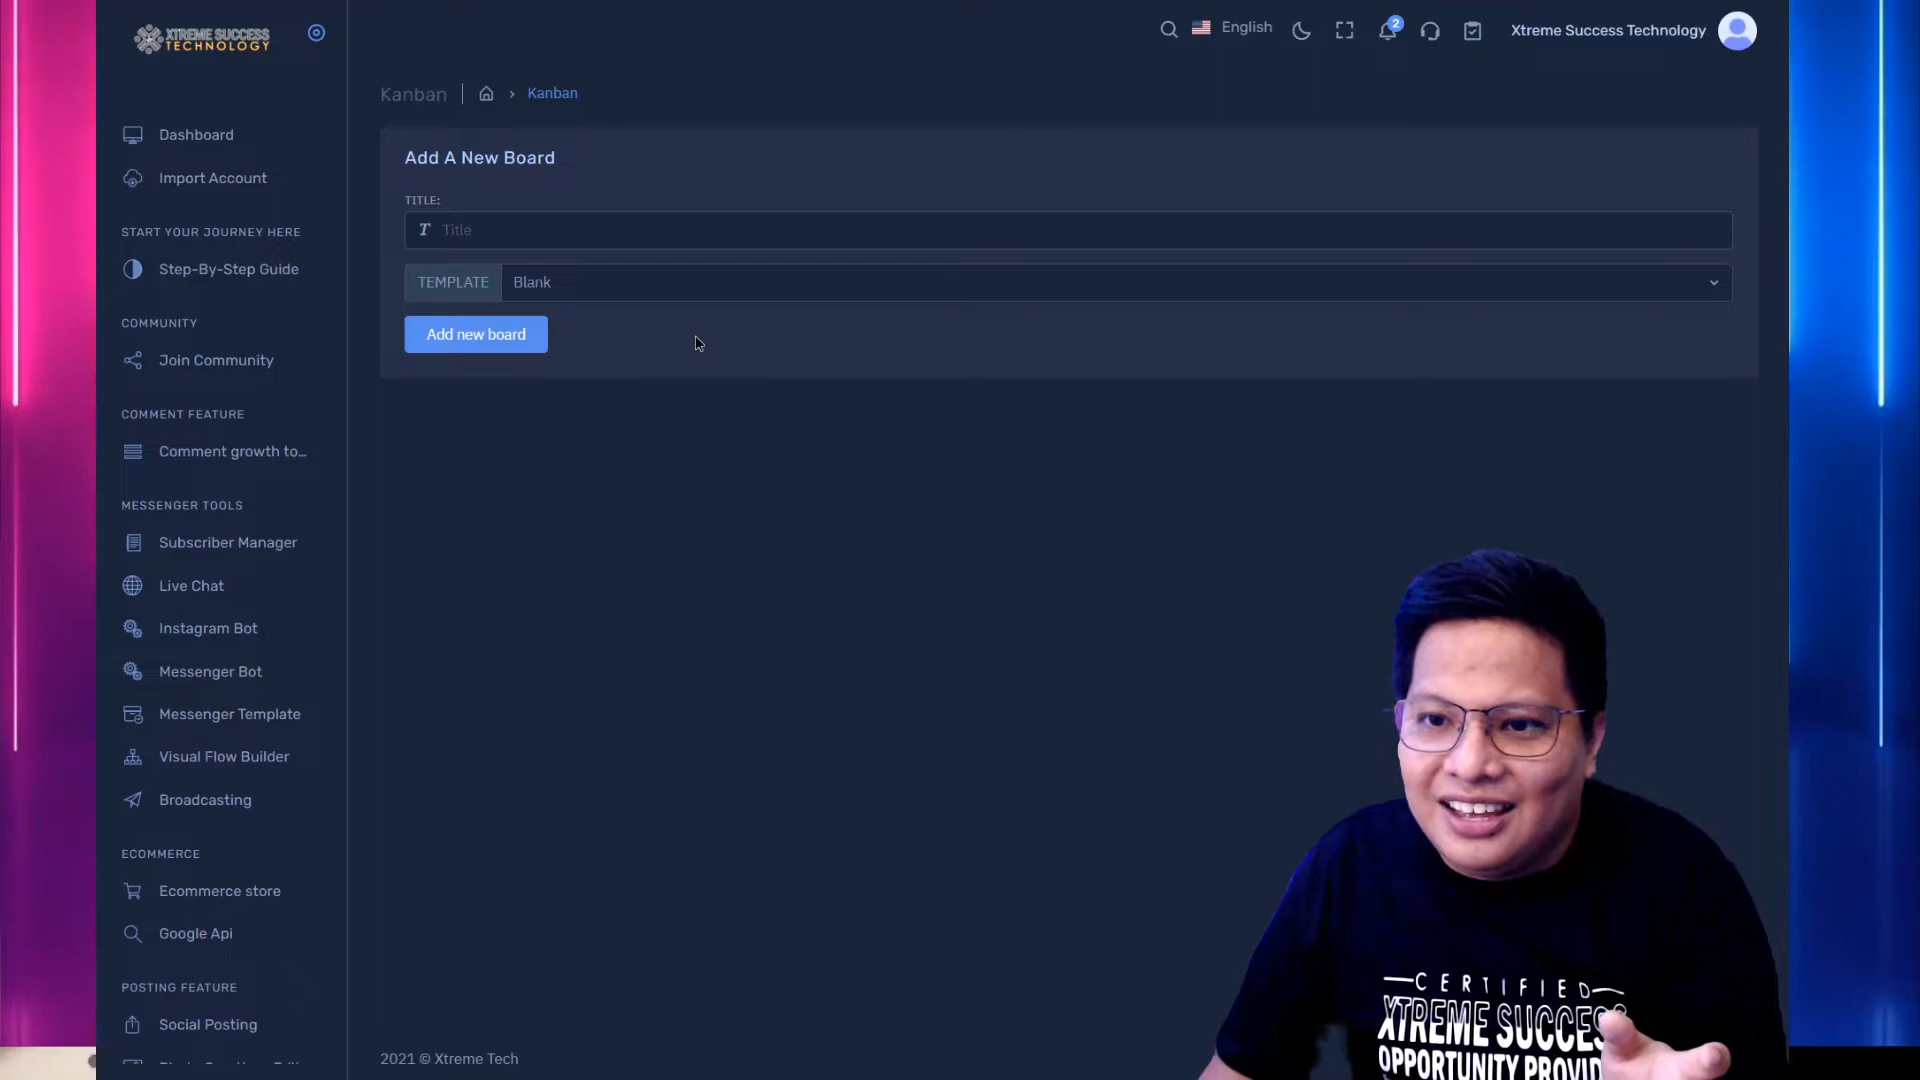 XTREME SUCCESS
TECHNOLOGY
English
2
Xtreme Success Technology
Kanban
Kanban
Dashboard
Import Account
START YOUR JOURNEY HERE
Step-By-Step Guide
COMMUNITY
Join Community
COMMENT FEATURE
Comment growth to...
MESSENGER TOOLS
Subscriber Manager
Live Chat
Instagram Bot
Messenger Bot
Messenger Template
Visual Flow Builder
Broadcasting
ECOMMERCE
Ecommerce store
Google Api
POSTING FEATURE
Social Posting
Add A New Board
TITLE:
T Title
TEMPLATE Blank
Add new board
2021 © Xtreme Tech
CERTIFIED
XTREME SUCCESS
OPPORTUNITY PROVID